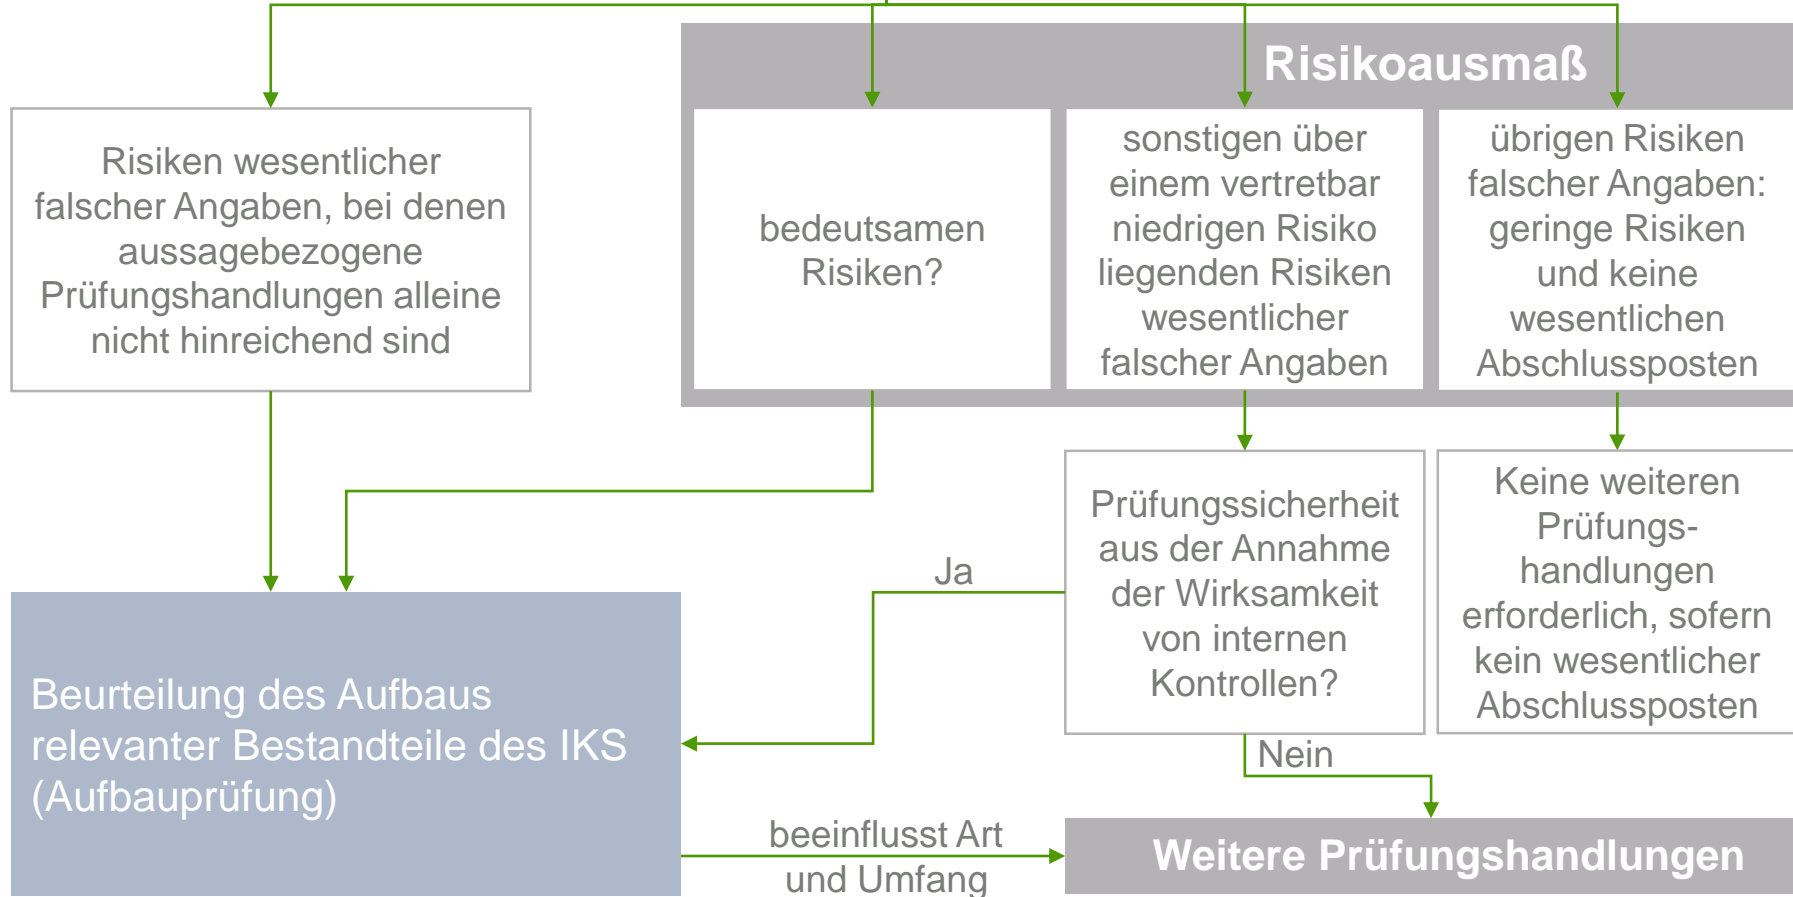 Risikoausmaß
Risiken wesentlicher
falscher Angaben, bei denen
aussagebezogene
Prüfungshandlungen alleine
nicht hinreichend sind
bedeutsamen
Risiken?
sonstigen über
einem vertretbar
niedrigen Risiko
liegenden Risiken
wesentlicher
falscher Angaben
übrigen Risiken
falscher Angaben:
geringe Risiken
und keine
wesentlichen
Abschlussposten
Prüfungssicherheit
aus der Annahme
der Wirksamkeit
von internen
Kontrollen?
Keine weiteren
Prüfungs-
handlungen
erforderlich, sofern
kein wesentlicher
Abschlussposten
Ja
Nein
Beurteilung des Aufbaus
relevanter Bestandteile des IKS
(Aufbauprüfung)
beeinflusst Art
und Umfang
Weitere Prüfungshandlungen